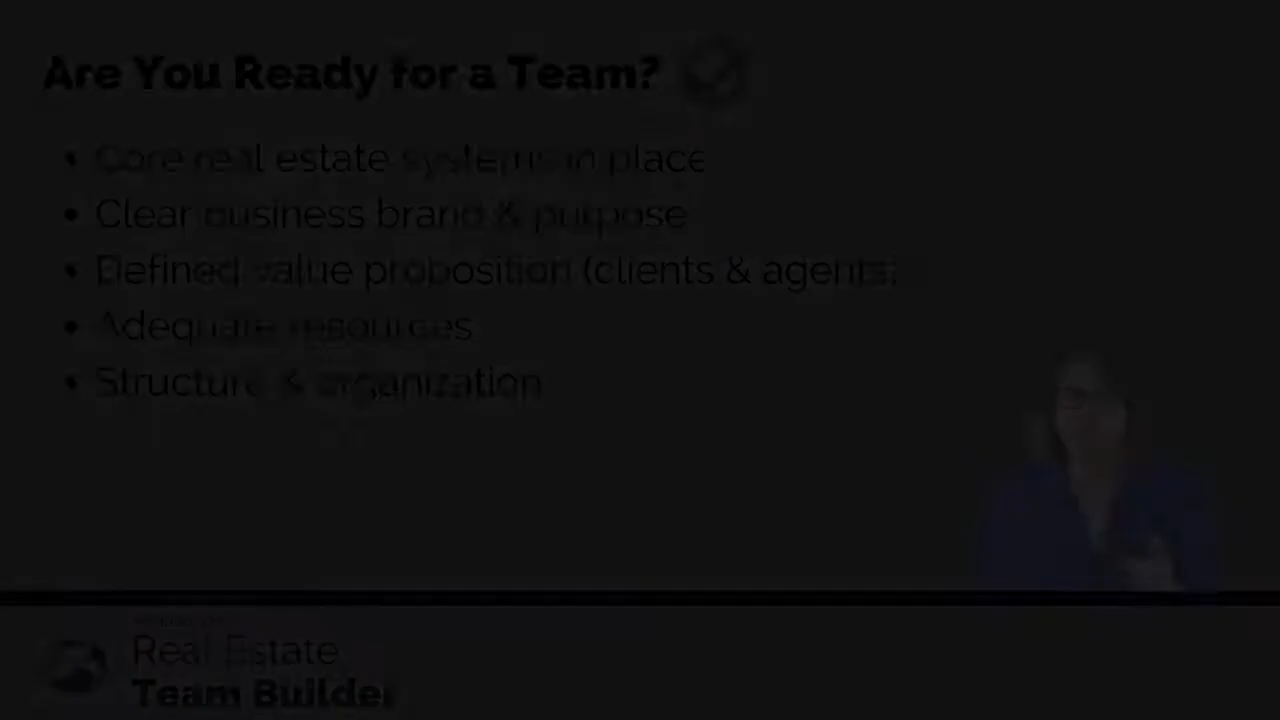 Are You Ready for a Team?
• Core real estate systems in place
• Clear business brand & purpose
• Defined value proposition (clients & agents)
• Adequate resources
• Structure & organization
Real Estate
Team Builder